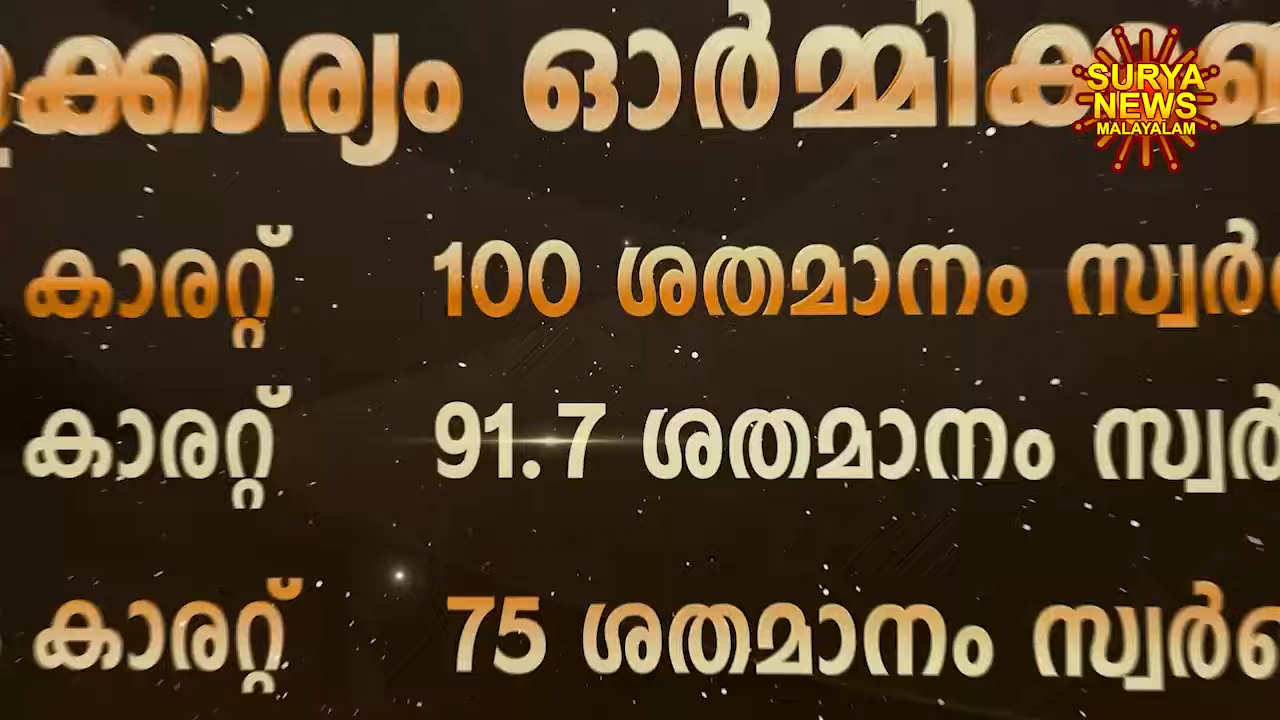 ഓർമ്മിക്ക
SURYA
NEWS
MALAYALAM
കാരറ്റ് 100 ശതമാനം
കാരറ്റ് 91.7 ശതമാനം
കാരറ്റ് 75 ശതമാനം